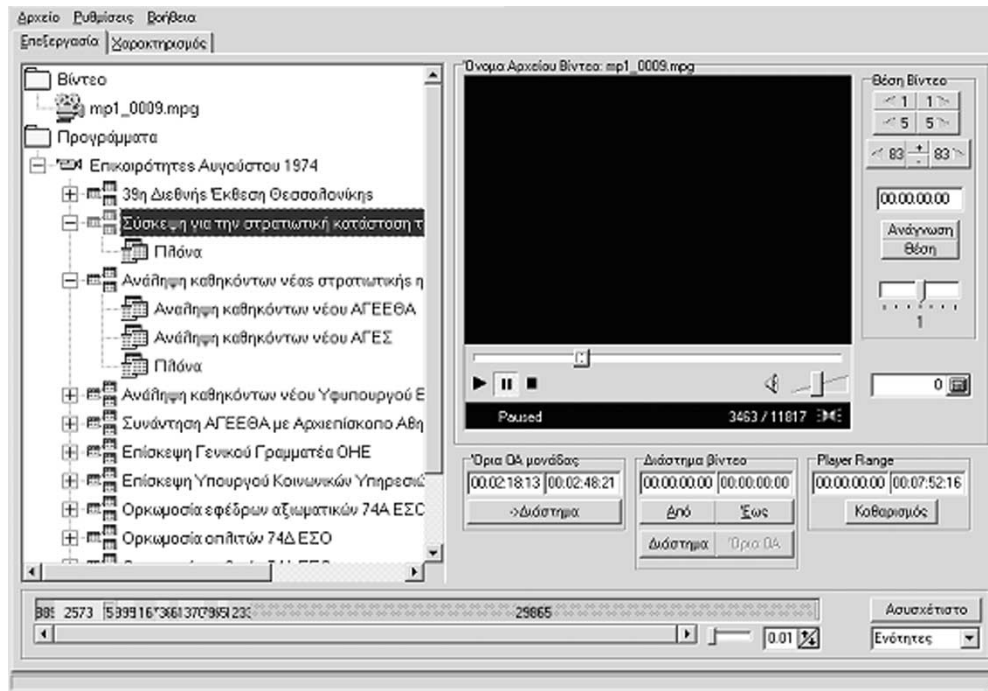 Αρχείο Ρυθμίσεις Βοήθεια
Επεξεργασία Χαρακτηρισμός
Βίντεο
mp1_0009.mpg
Προγράμματα
Επικαιρότητες Αυγούστου 1974
39η Διεθνής Έκθεση Θεσσαλονίκης
Σύσκεψη για την στρατιωτική κατάσταση τ
Πλάνα
Ανάληψη καθηκόντων νέας στρατιωτικής η
Αναληψη καθηκόντων νέου ΑΓΕΕΘΑ
Ανάληψη καθηκόντων νέου ΑΓΕΣ
Πλάνα
Ανάληψη καθηκόντων νέου Υφυπουργού Ε
Συνάντηση ΑΓΕΕΘΑ με Αρχιεπίσκοπο Αθη
Επίσκεψη Γενικού Γραμματέα ΟΗΕ
Επίσκεψη Υπουργού Κοινωνικών Υπηρεσιώ
Ορκωμοσία εφέδρων αξιωματικών 74Α ΕΣΟ
Ορκωμοσία οπλιτών 74Δ ΕΣΟ
Όνομα Αρχείου Βίντεο: mp1_0009.mpg
Paused 3463 / 11817
Θέση Βίντεο
< 1 1 >
< 5 5 >
< 83 + - 83 >
00:00:00:00
Ανάγνωση
Θέση
1
0
Όρια ΟΑ μονάδας
00:02:18:13 00:02:48:21
->Διάστημα
Διάστημα βίντεο
00:00:00:00 00:00:00:00
Από Έως
Διάστημα Όρια ΟΑ
Player Range
00:00:00:00 00:07:52:16
Καθαρισμός
2573 29865
0.01
Ασυσχέτιστο
Ενότητες